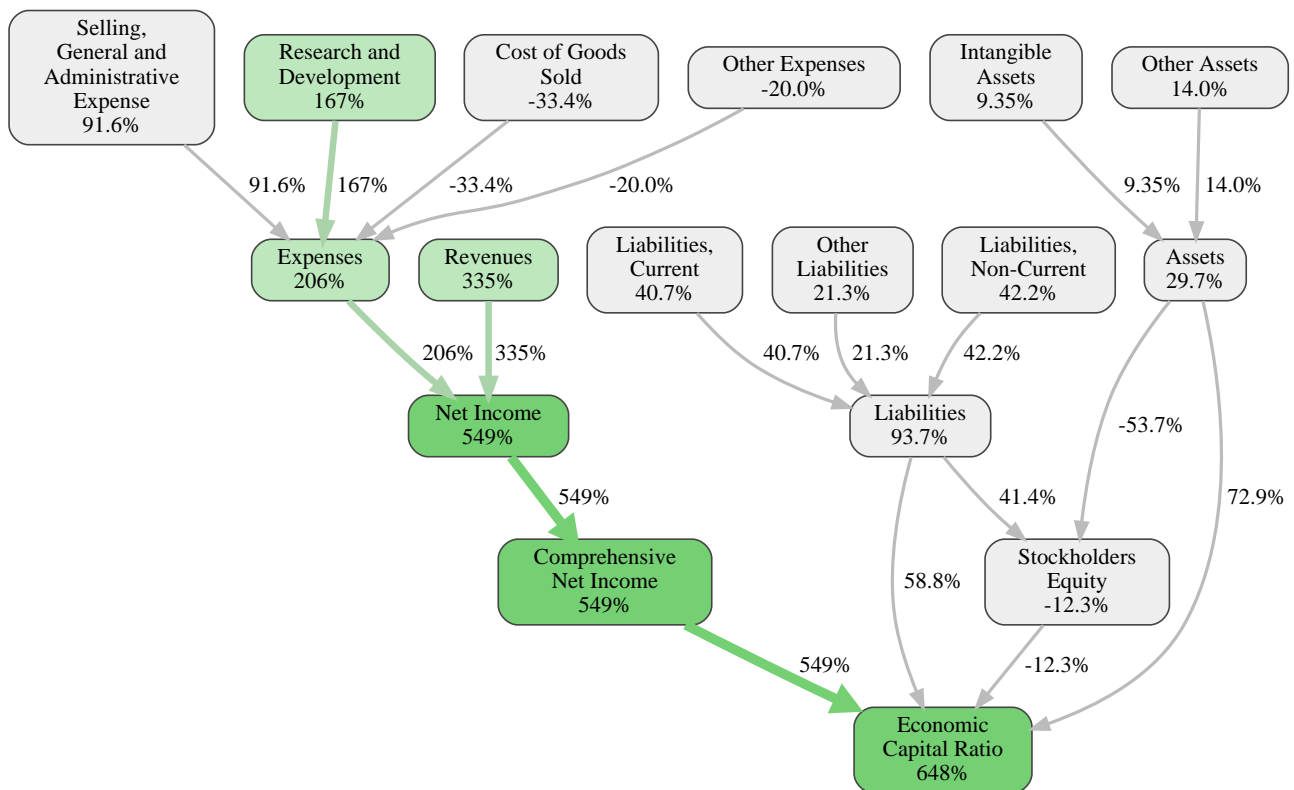 Selling,
General and
Administrative
Expense
91.6%
Research and
Development
167%
Cost of Goods
Sold
-33.4%
Other Expenses
-20.0%
Intangible
Assets
9.35%
Other Assets
14.0%
91.6%
167%
-33.4%
-20.0%
9.35%
14.0%
Expenses
206%
Revenues
335%
Liabilities,
Current
40.7%
Other
Liabilities
21.3%
Liabilities,
Non-Current
42.2%
Assets
29.7%
206%
335%
40.7%
21.3%
42.2%
Net Income
549%
Liabilities
93.7%
-53.7%
549%
41.4%
72.9%
Comprehensive
Net Income
549%
58.8%
Stockholders
Equity
-12.3%
549%
-12.3%
Economic
Capital Ratio
648%